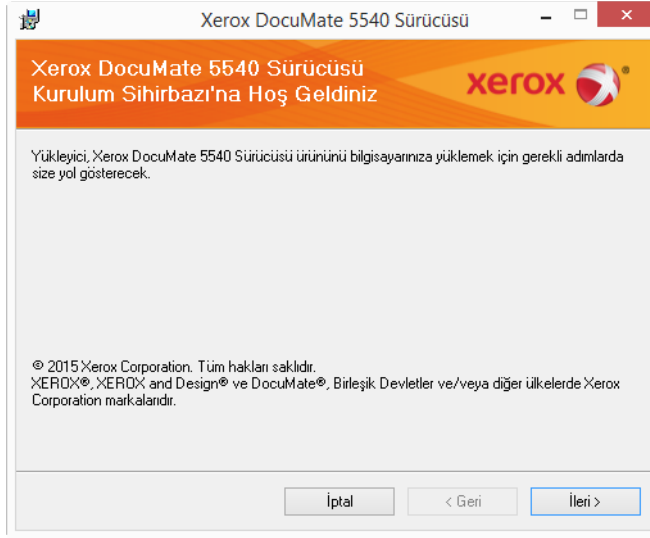 Xerox DocuMate 5540 Sürücüsü
Xerox DocuMate 5540 Sürücüsü
Kurulum Sihirbazı'na Hoş Geldiniz
xerox
Yükleyici, Xerox DocuMate 5540 Sürücüsü ürününü bilgisayarınıza yüklemek için gerekli adımlarda
size yol gösterecek.
© 2015 Xerox Corporation. Tüm hakları saklıdır.
XEROX®, XEROX and Design® ve DocuMate®, Birleşik Devletler ve/veya diğer ülkelerde Xerox
Corporation markalarıdır.
İptal
< Geri
İleri >